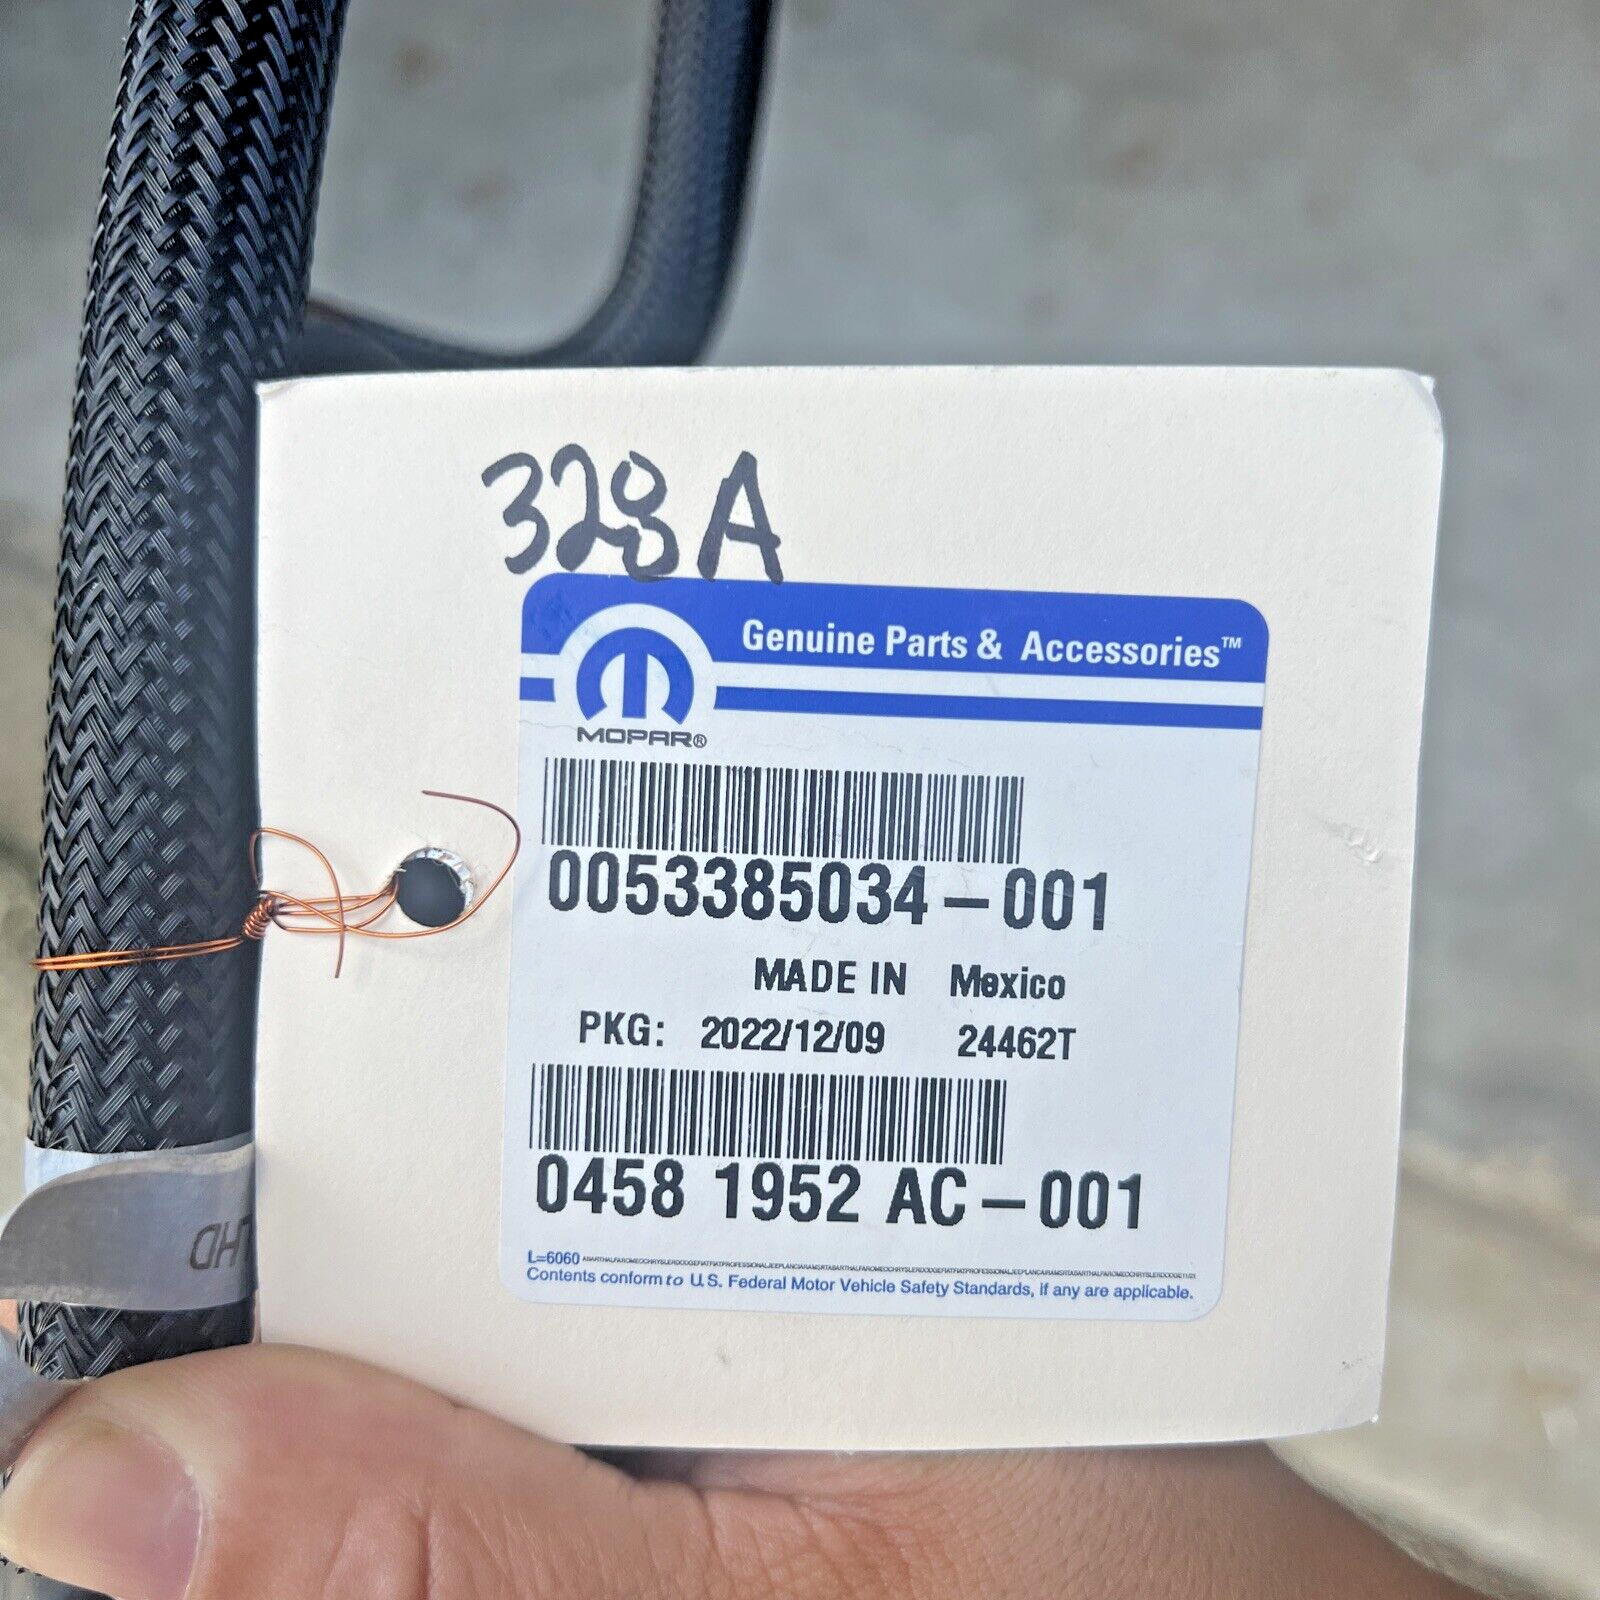 328A
Genuine Parts & Accessories™
MOPAR®
0053385034-001
MADE IN Mexico
PKG: 2022/12/09 24462T
0458 1952 AC-001
L=6060
Contents conform to U.S. Federal Motor Vehicle Safety Standards, if any are applicable.
LHD